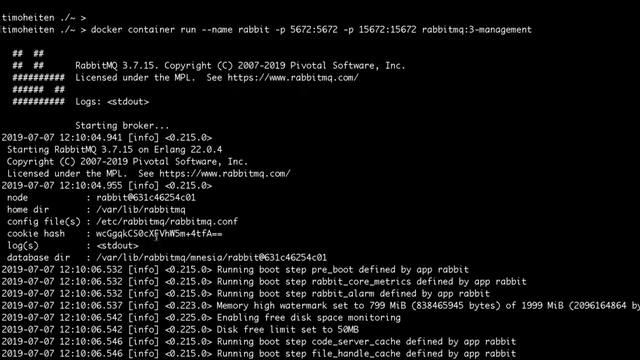 timoheiten ./~ >
timoheiten ./~ > docker container run --name rabbit -p 5672:5672 -p 15672:15672 rabbitmq:3-management
## ##
## ## RabbitMQ 3.7.15. Copyright (C) 2007-2019 Pivotal Software, Inc.
########## Licensed under the MPL. See https://www.rabbitmq.com/
###### ##
########## Logs: <stdout>
Starting broker...
2019-07-07 12:10:04.941 [info] <0.215.0>
Starting RabbitMQ 3.7.15 on Erlang 22.0.4
Copyright (C) 2007-2019 Pivotal Software, Inc.
Licensed under the MPL. See https://www.rabbitmq.com/
2019-07-07 12:10:04.955 [info] <0.215.0>
node : rabbit@631c46254c01
home dir : /var/lib/rabbitmq
config file(s) : /etc/rabbitmq/rabbitmq.conf
cookie hash :
log(s) : <stdout>
database dir : /var/lib/rabbitmq/mnesia/rabbit@631c46254c01
2019-07-07 12:10:06.532 [info] <0.215.0> Running boot step pre_boot defined by app rabbit
2019-07-07 12:10:06.532 [info] <0.215.0> Running boot step rabbit_core_metrics defined by app rabbit
2019-07-07 12:10:06.532 [info] <0.215.0> Running boot step rabbit_alarm defined by app rabbit
2019-07-07 12:10:06.537 [info] <0.223.0> Memory high watermark set to 799 MiB (838465945 bytes) of 1999 MiB (2096164864 by
2019-07-07 12:10:06.542 [info] <0.225.0> Enabling free disk space monitoring
2019-07-07 12:10:06.542 [info] <0.225.0> Disk free limit set to 50MB
2019-07-07 12:10:06.546 [info] <0.215.0> Running boot step code_server_cache defined by app rabbit
2019-07-07 12:10:06.546 [info] <0.215.0> Running boot step file_handle_cache defined by app rabbit